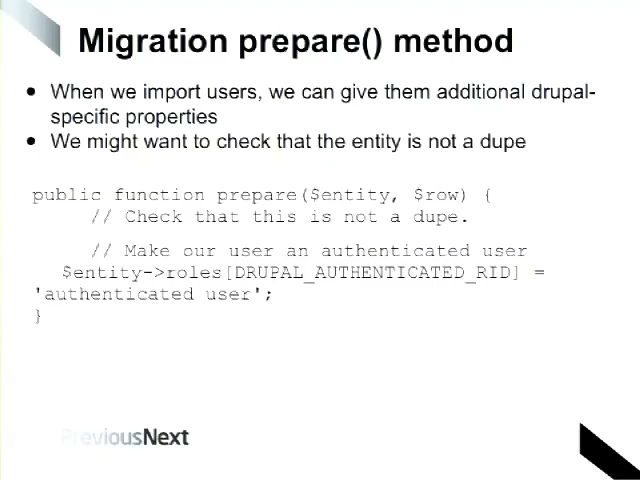 Migration prepare() method
• When we import users, we can give them additional drupal-
specific properties
• We might want to check that the entity is not a dupe
public function prepare($entity, $row) {
// Check that this is not a dupe.
// Make our user an authenticated user
$entity->roles[DRUPAL_AUTHENTICATED_RID] =
'authenticated user';
}
PreviousNext